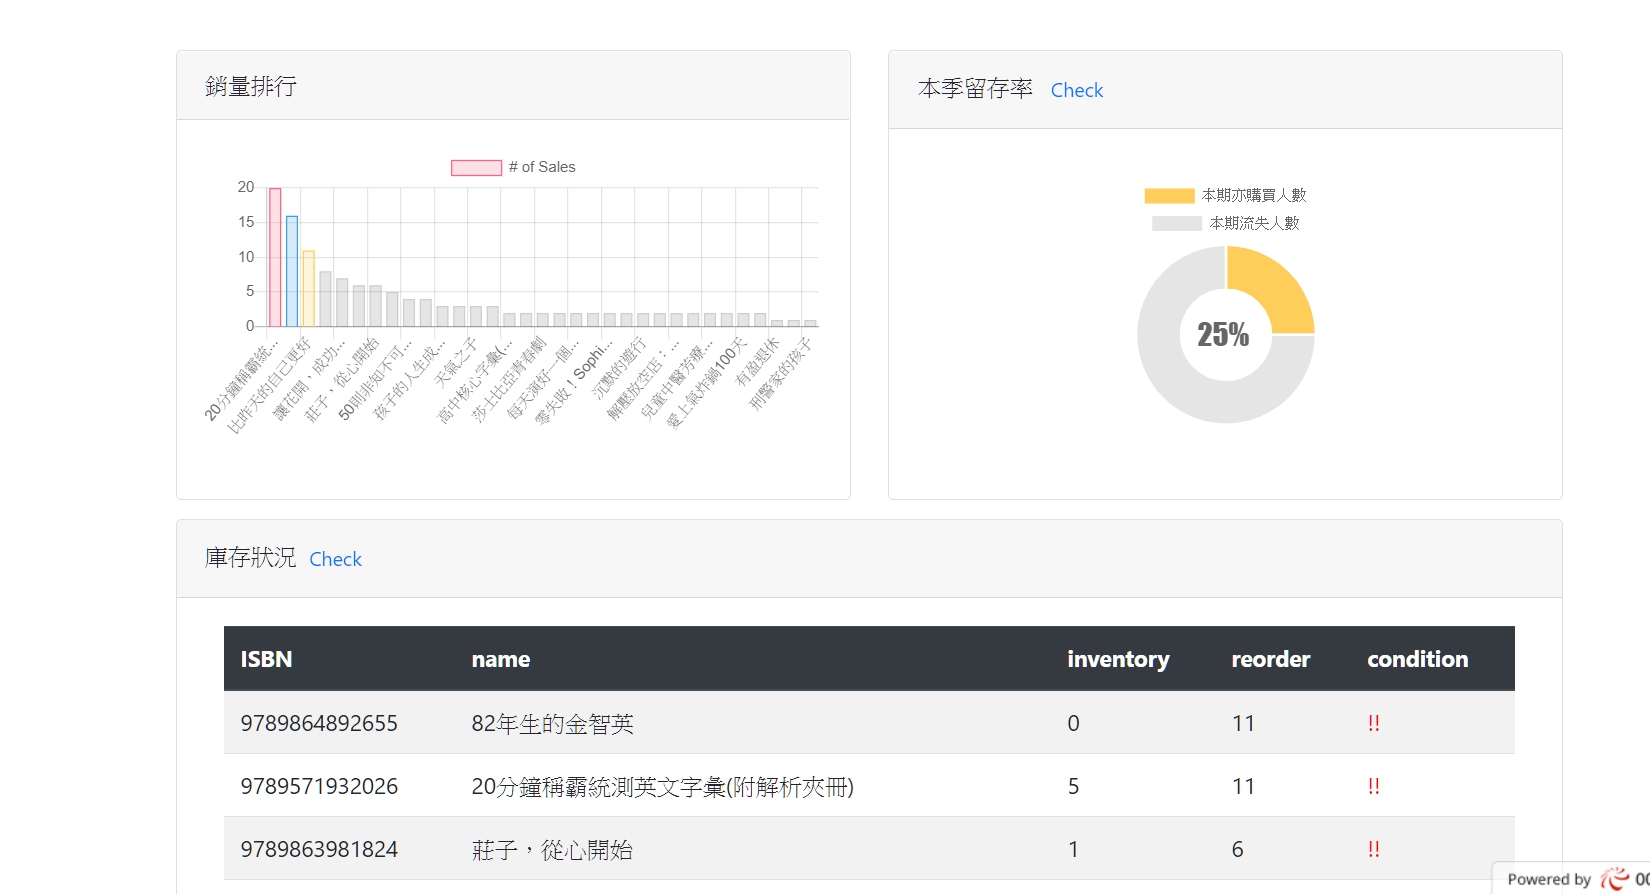 銷量排行
本季留存率 Check
# of Sales
20
15
10
5
0
20分鐘稱霸統...
比昨天的自己更好
讓花開，成功...
莊子，從心開始
50則非知不可...
孩子的人生成...
天氣之子
高中核心字彙(...
莎士比亞青春劇
每天演好一個...
零失敗！Sophi...
沉默的遊行
解壓放空店：...
兒童中醫芳療...
愛上氣炸鍋100天
有盈退休
刑警家的孩子
本期亦購買人數
本期流失人數
25%
庫存狀況 Check
ISBN name inventory reorder condition
9789864892655 82年生的金智英 0 11 !!
9789571932026 20分鐘稱霸統測英文字彙(附解析夾冊) 5 11 !!
9789863981824 莊子，從心開始 1 6 !!
Powered by